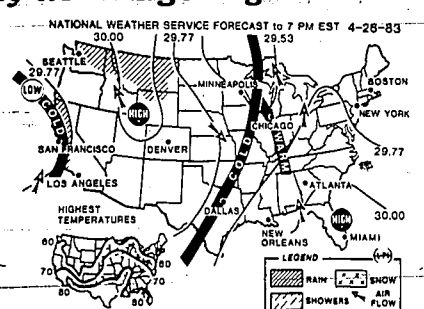 NATIONAL WEATHER SERVICE FORECAST to 7 PM EST 4-26-83
30.00 29.77 29.53
SEATTLE
29.77
LOW
COLD
MINNEAPOLIS
BOSTON
NEW YORK
HIGH
CHICAGO
SAN FRANCISCO
DENVER
COLD
WARM
29.77
LOS ANGELES
ATLANTA
DALLAS
HIGH
30.00
NEW ORLEANS
MIAMI
HIGHEST TEMPERATURES
60
60
70
70
80
80
LEGEND
RAIN
SNOW
SHOWERS
AIR FLOW